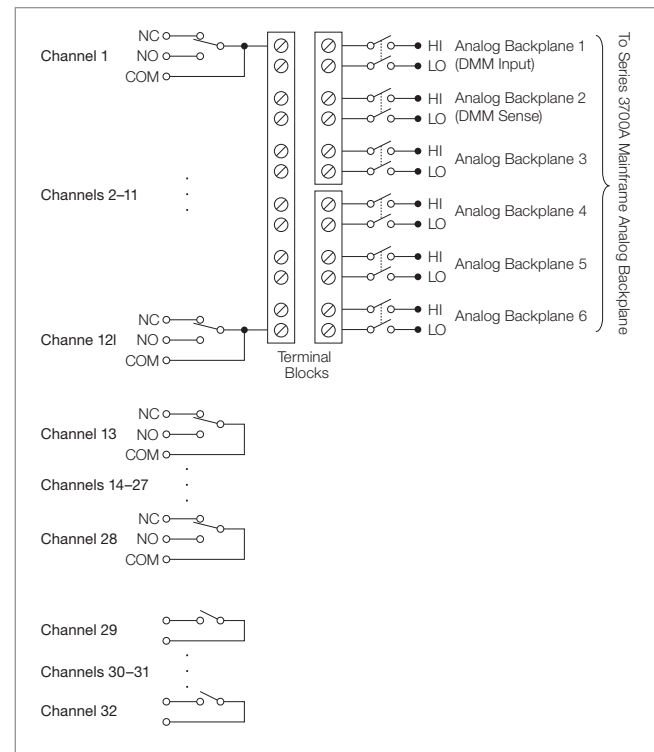 Channel 1
NC
NO
COM
Channels 2–11
Channe 12l
NC
NO
COM
Terminal
Blocks
HI
LO
Analog Backplane 1
(DMM Input)
HI
LO
Analog Backplane 2
(DMM Sense)
HI
LO
Analog Backplane 3
HI
LO
Analog Backplane 4
HI
LO
Analog Backplane 5
HI
LO
Analog Backplane 6
To Series 3700A Mainframe Analog Backplane
Channel 13
NC
NO
COM
Channels 14–27
Channel 28
NC
NO
COM
Channel 29
Channels 30–31
Channel 32